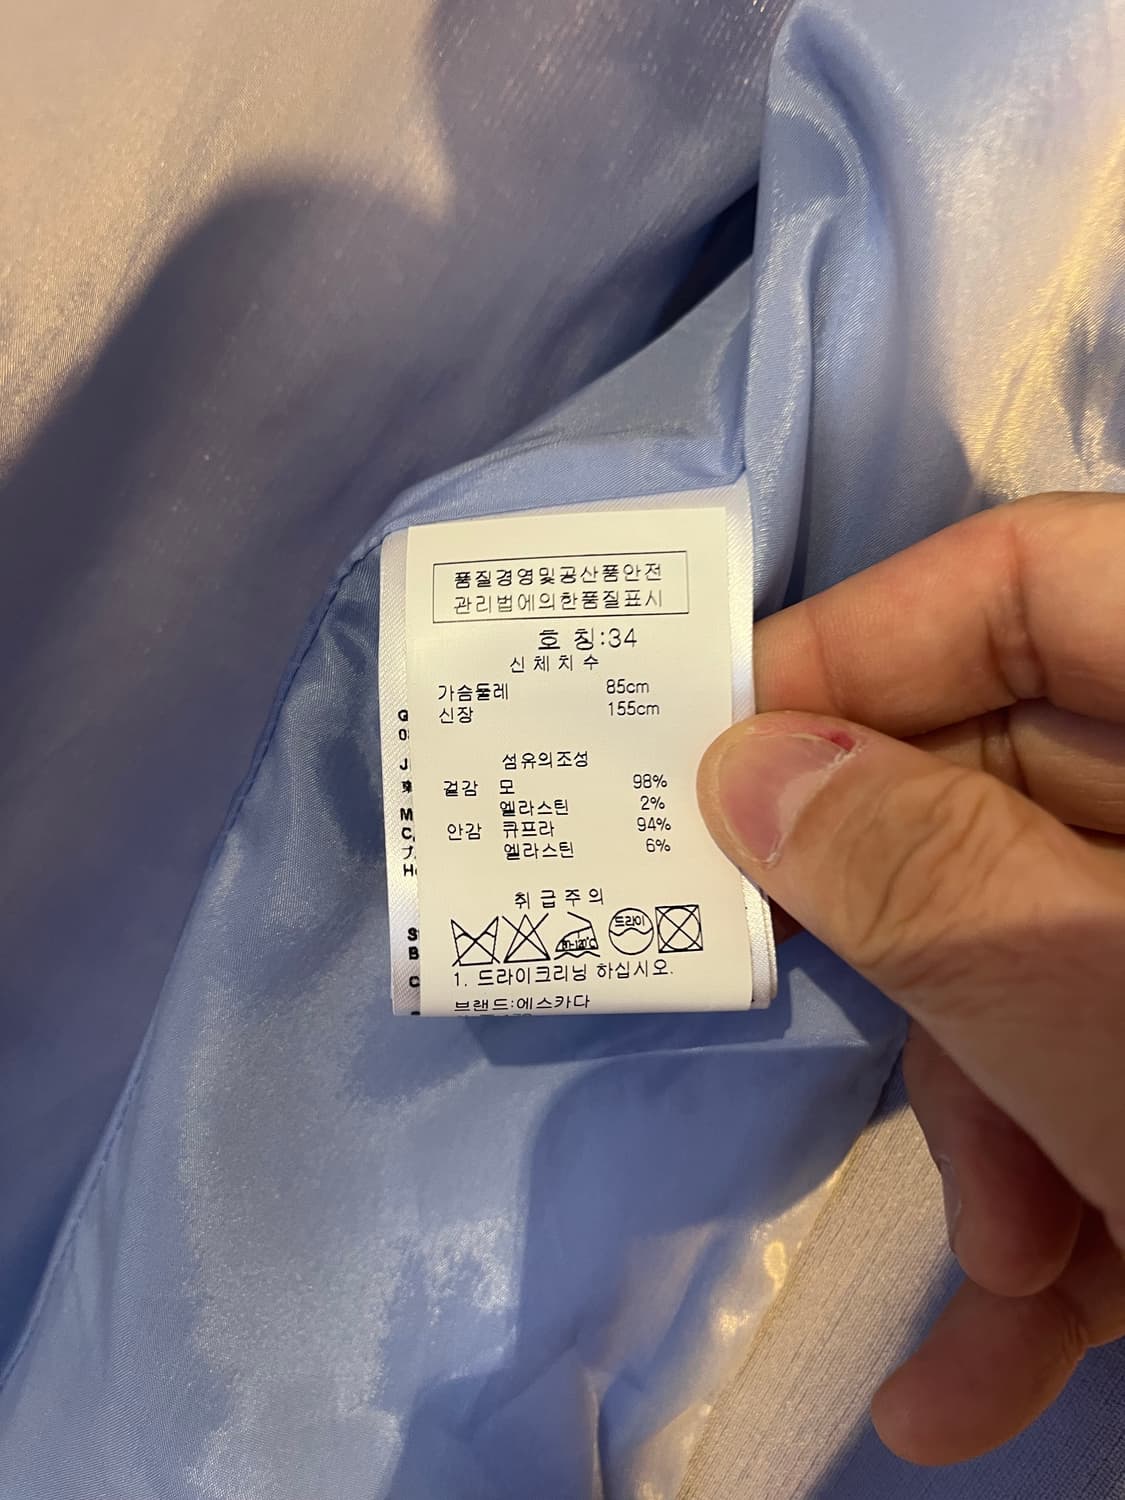 품질경영및공산품안전
관리법에의한품질표시
호 칭:34
신 체 치 수
가슴둘레 85cm
신장 155cm
섬유의조성
겉감 모 98%
엘라스틴 2%
안감 큐프라 94%
엘라스틴 6%
취 급 주 의
80-120℃ 드라이
1. 드라이크리닝 하십시오.
브랜드:에스카다